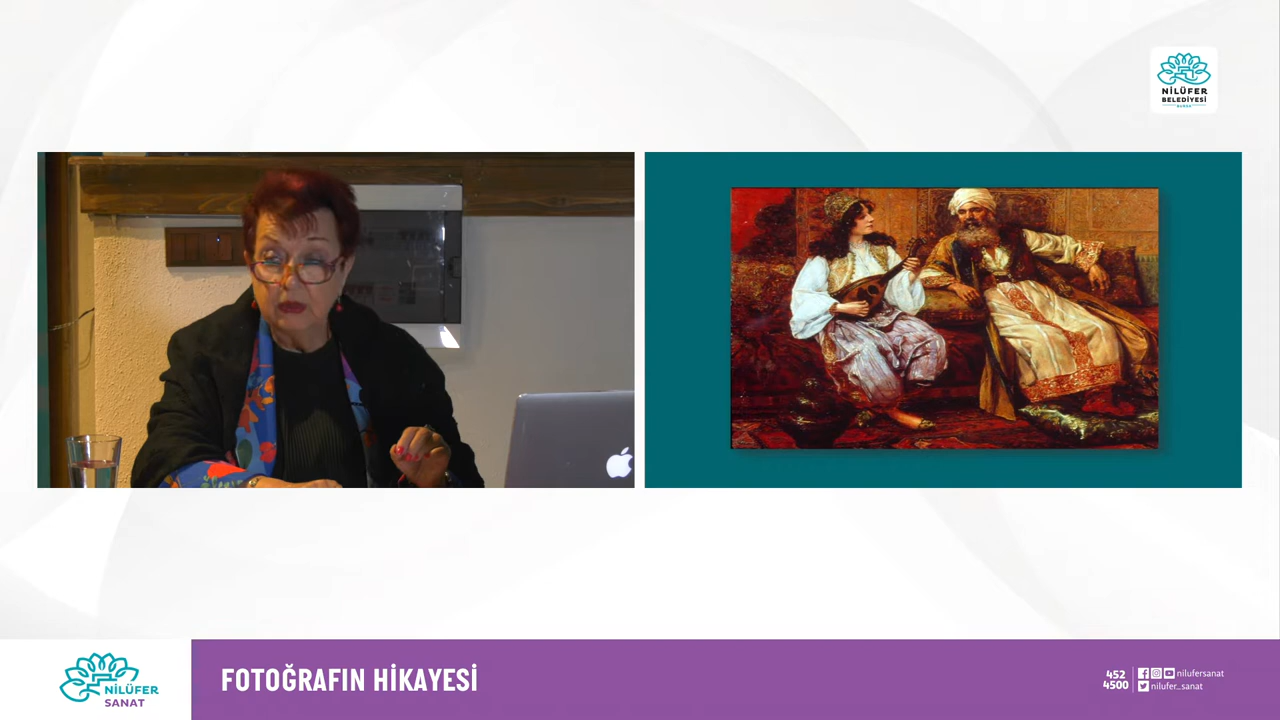 NİLÜFER
BELEDİYESİ
BURSA
NİLÜFER
SANAT
FOTOĞRAFIN HİKAYESİ
452
4500
nilufersanat
nilufer_sanat